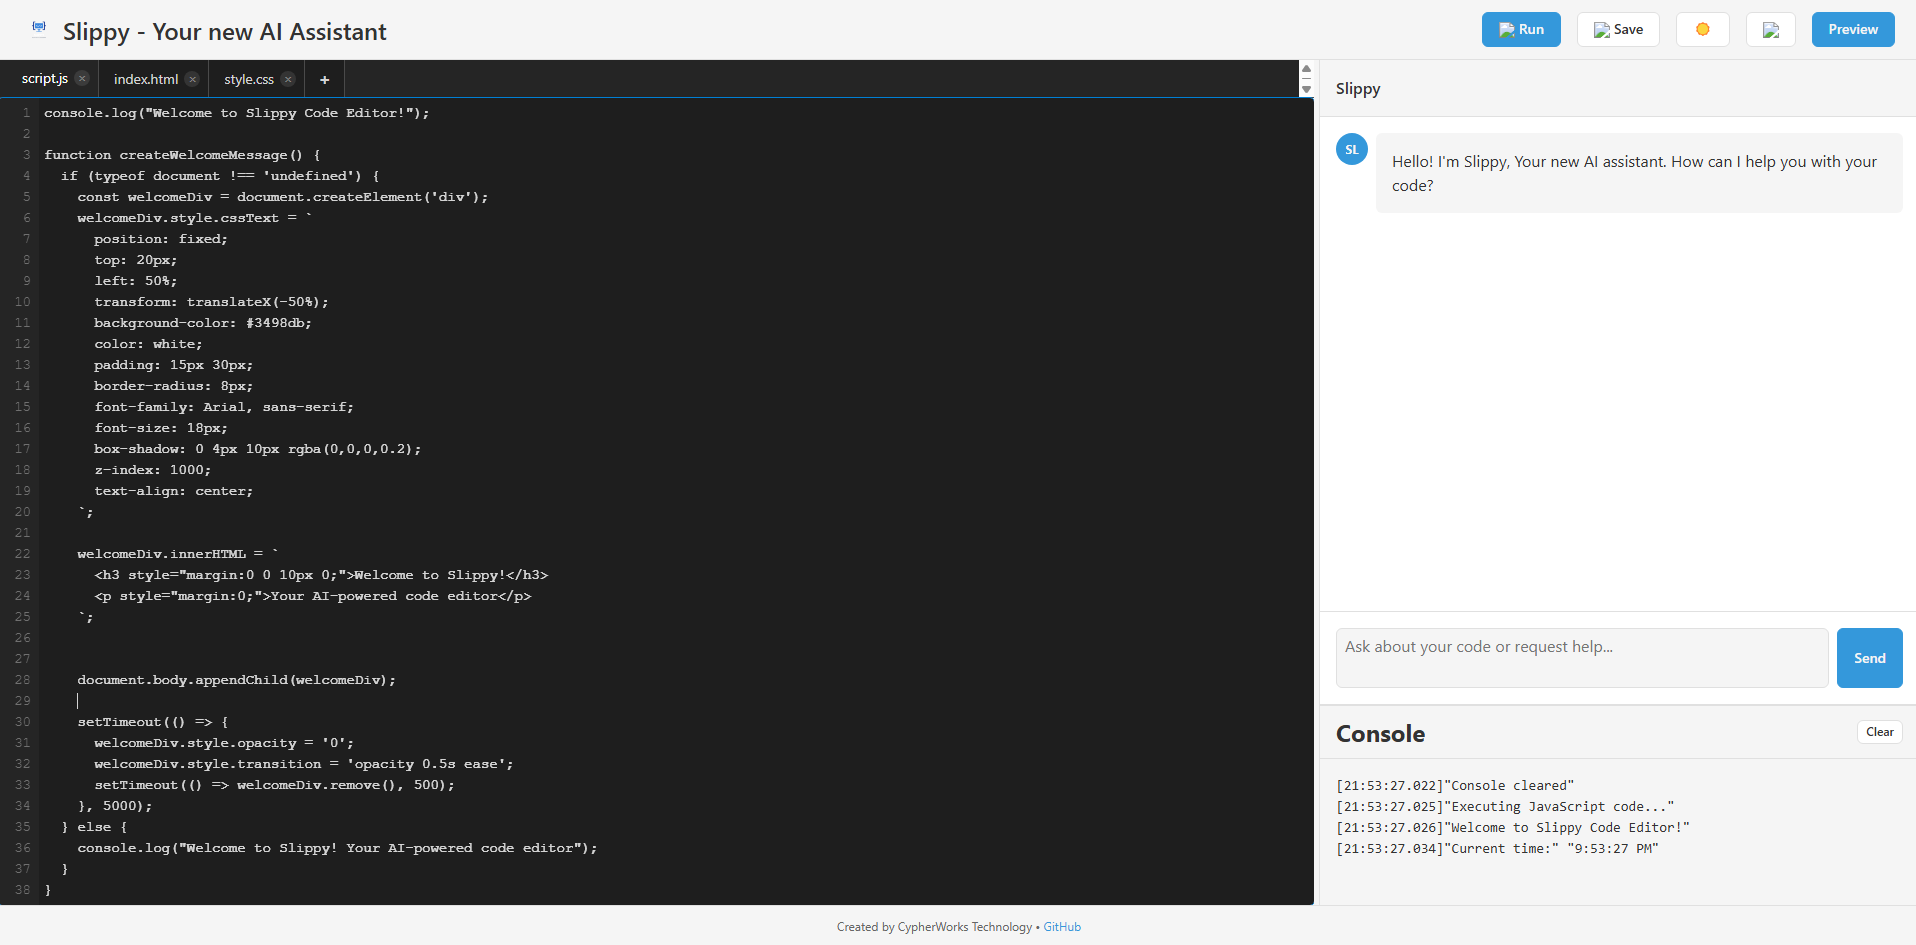 Slippy - Your new AI Assistant
Run
Save
Preview
script.js ×
index.html ×
style.css ×
+
1 console.log("Welcome to Slippy Code Editor!");
2
3 function createWelcomeMessage() {
4 if (typeof document !== 'undefined') {
5 const welcomeDiv = document.createElement('div');
6 welcomeDiv.style.cssText = `
7 position: fixed;
8 top: 20px;
9 left: 50%;
10 transform: translateX(-50%);
11 background-color: #3498db;
12 color: white;
13 padding: 15px 30px;
14 border-radius: 8px;
15 font-family: Arial, sans-serif;
16 font-size: 18px;
17 box-shadow: 0 4px 10px rgba(0,0,0,0.2);
18 z-index: 1000;
19 text-align: center;
20 `;
21
22 welcomeDiv.innerHTML = `
23 <h3 style="margin:0 0 10px 0;">Welcome to Slippy!</h3>
24 <p style="margin:0;">Your AI-powered code editor</p>
25 `;
26
27
28 document.body.appendChild(welcomeDiv);
29
30 setTimeout(() => {
31 welcomeDiv.style.opacity = '0';
32 welcomeDiv.style.transition = 'opacity 0.5s ease';
33 setTimeout(() => welcomeDiv.remove(), 500);
34 }, 5000);
35 } else {
36 console.log("Welcome to Slippy! Your AI-powered code editor");
37 }
38 }
Slippy
SL
Hello! I'm Slippy, Your new AI assistant. How can I help you with your
code?
Ask about your code or request help...
Send
Console
Clear
[21:53:27.022]"Console cleared"
[21:53:27.025]"Executing JavaScript code..."
[21:53:27.026]"Welcome to Slippy Code Editor!"
[21:53:27.034]"Current time:" "9:53:27 PM"
Created by CypherWorks Technology • GitHub